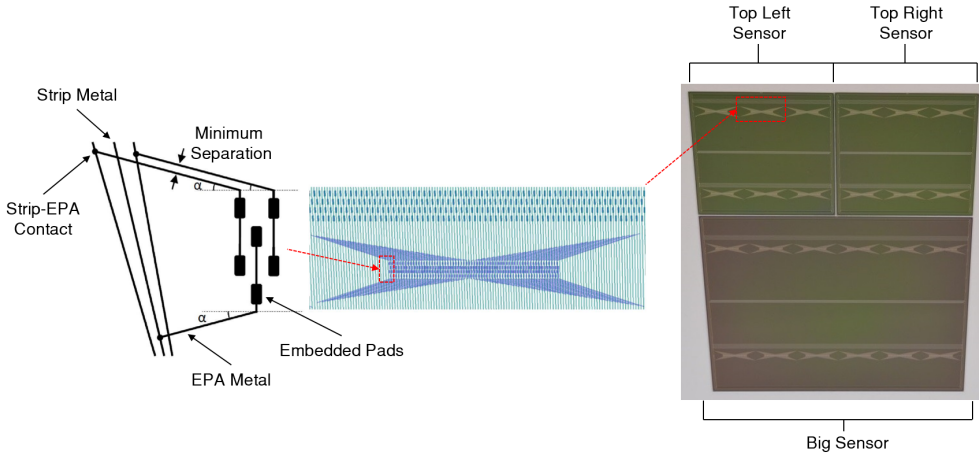 Top Left
Sensor
Top Right
Sensor
Strip Metal
Minimum
Separation
α
Strip-EPA
Contact
α
Embedded Pads
EPA Metal
Big Sensor